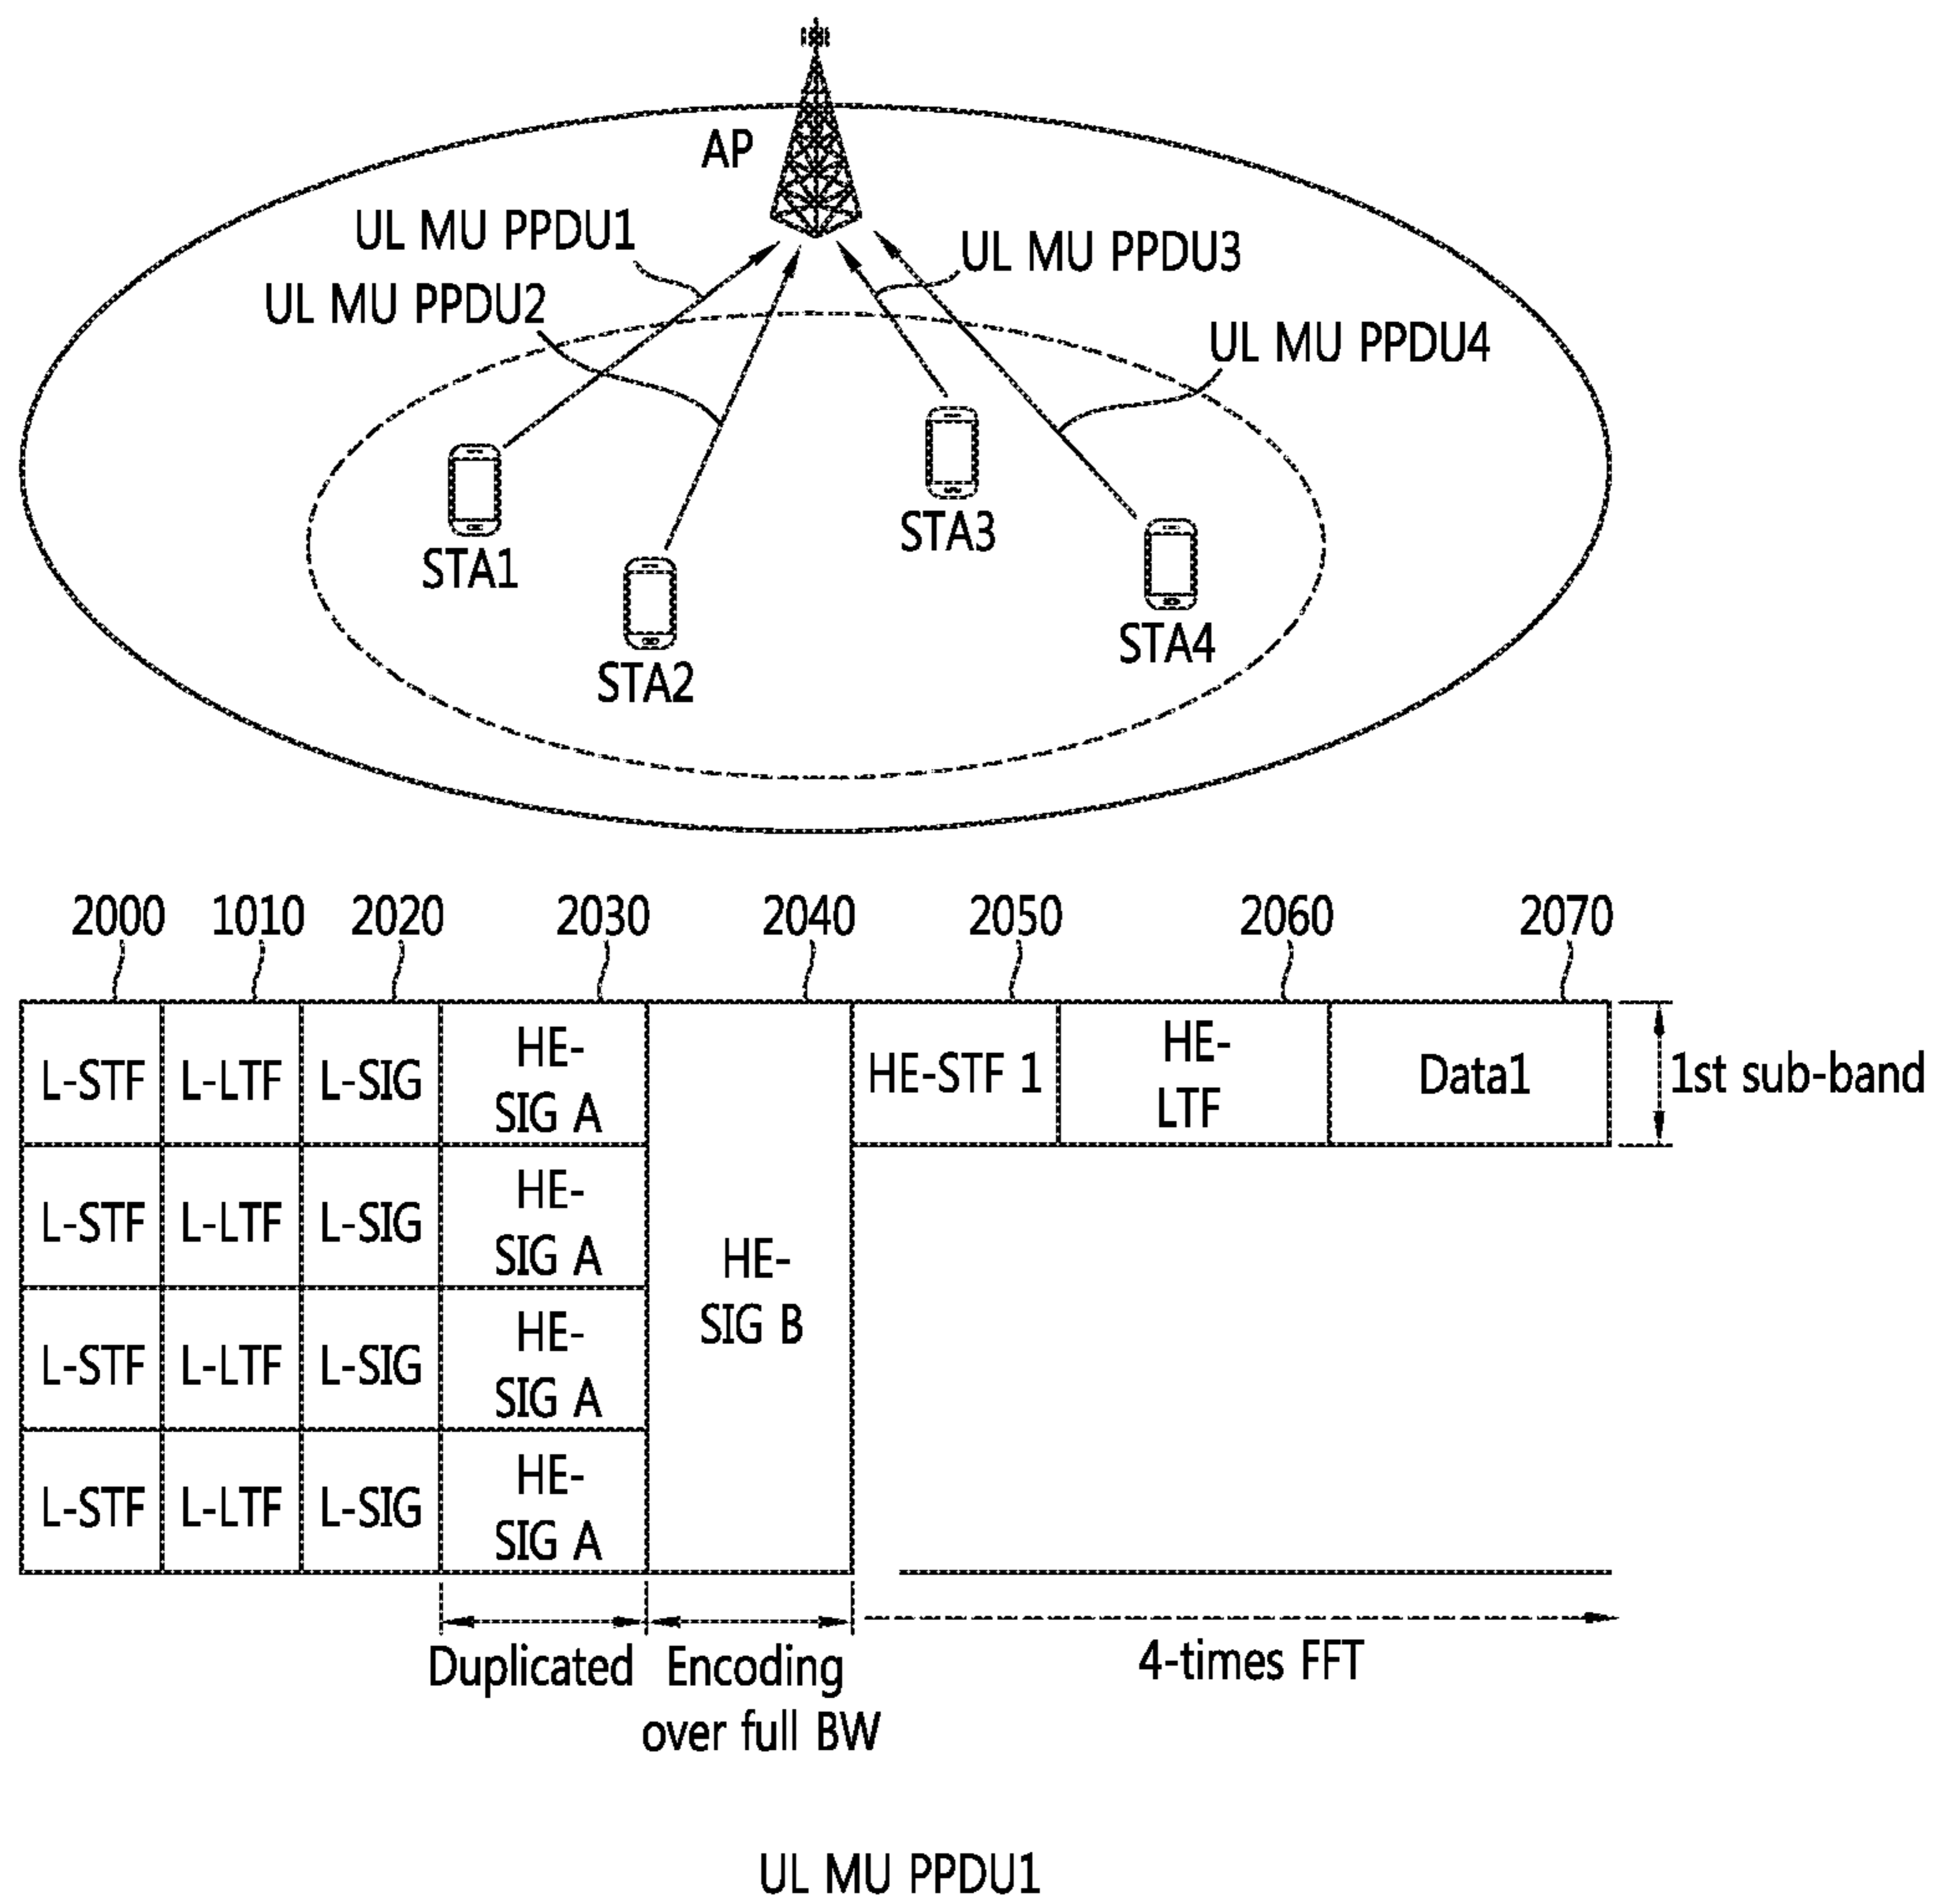 AP
UL MU PPDU1
UL MU PPDU2
UL MU PPDU3
UL MU PPDU4
STA1
STA2
STA3
STA4
2000 1010 2020 2030 2040 2050 2060 2070
L-STF L-LTF L-SIG HE-
SIG A
L-STF L-LTF L-SIG HE-
SIG A
L-STF L-LTF L-SIG HE-
SIG A
L-STF L-LTF L-SIG HE-
SIG A
HE-
SIG B
HE-STF 1
HE-
LTF
Data1
1st sub-band
Duplicated
Encoding
over full BW
4-times FFT
UL MU PPDU1